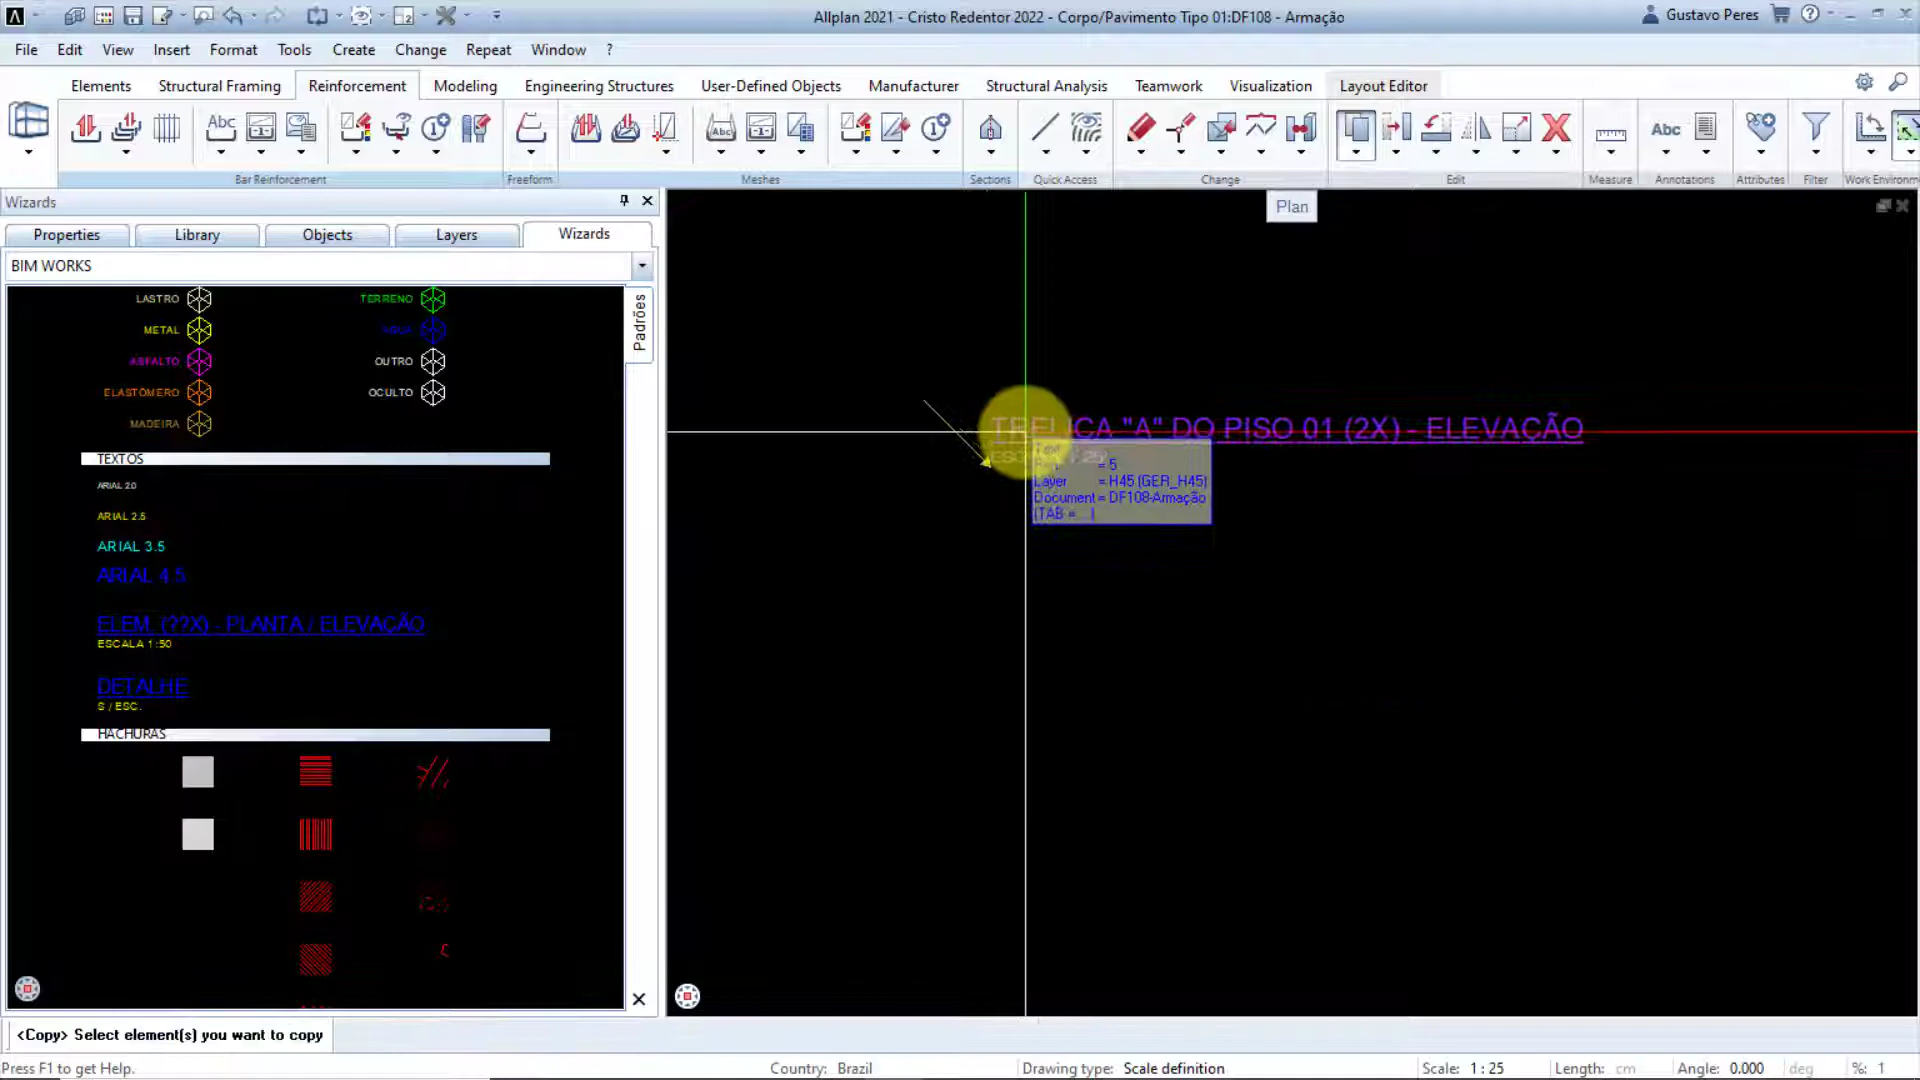 Allplan 2021 - Cristo Redentor 2022 - Corpo/Pavimento Tipo 01:DF108 - Armação
Gustavo Peres
File Edit View Insert Format Tools Create Change Repeat Window ?
Elements Structural Framing Reinforcement Modeling Engineering Structures User-Defined Objects Manufacturer Structural Analysis Teamwork Visualization Layout Editor
Abc
Abc
Abc
Bar Reinforcement Freeform Meshes Sections Quick Access Change Edit Measure Annotations Attributes Filter Work Environm
Wizards
Plan
Properties Library Objects Layers Wizards
BIM WORKS
Padrões
LASTRO TERRENO
METAL
ASFALTO OUTRO
ELASTÔMERO OCULTO
MADEIRA
TEXTOS
ARIAL 2.0
ARIAL 2.5
ARIAL 3.5
ARIAL 4.5
ELEM. (??X) - PLANTA / ELEVAÇÃO
ESCALA 1:50
DETALHE
S / ESC.
HACHURAS
TRELIÇA "A" DO PISO 01 (2X) - ELEVAÇÃO
= 5
Layer = H45 (GER_H45)
Document = DF108-Armação
(TAB = ...)
<Copy> Select element(s) you want to copy
Press F1 to get Help.
Country: Brazil
Drawing type: Scale definition
Scale: 1 : 25
Length: cm
Angle: 0.000 deg
%: 1